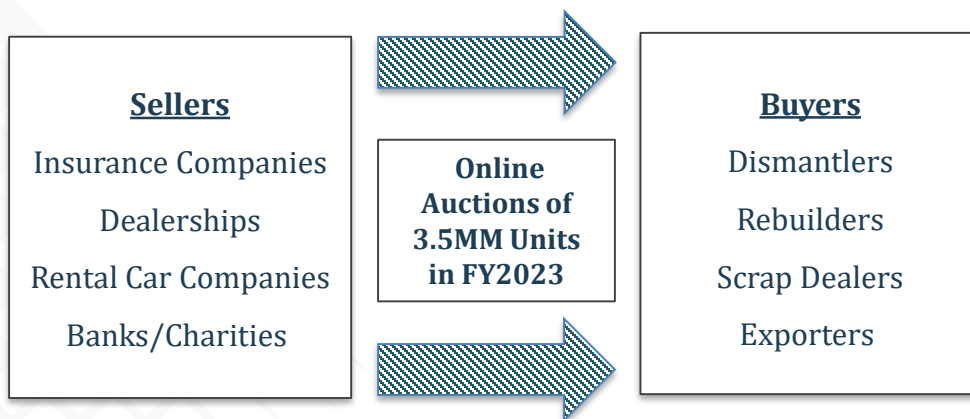 Sellers
Insurance Companies
Dealerships
Rental Car Companies
Banks/Charities
Online
Auctions of
3.5MM Units
in FY2023
Buyers
Dismantlers
Rebuilders
Scrap Dealers
Exporters